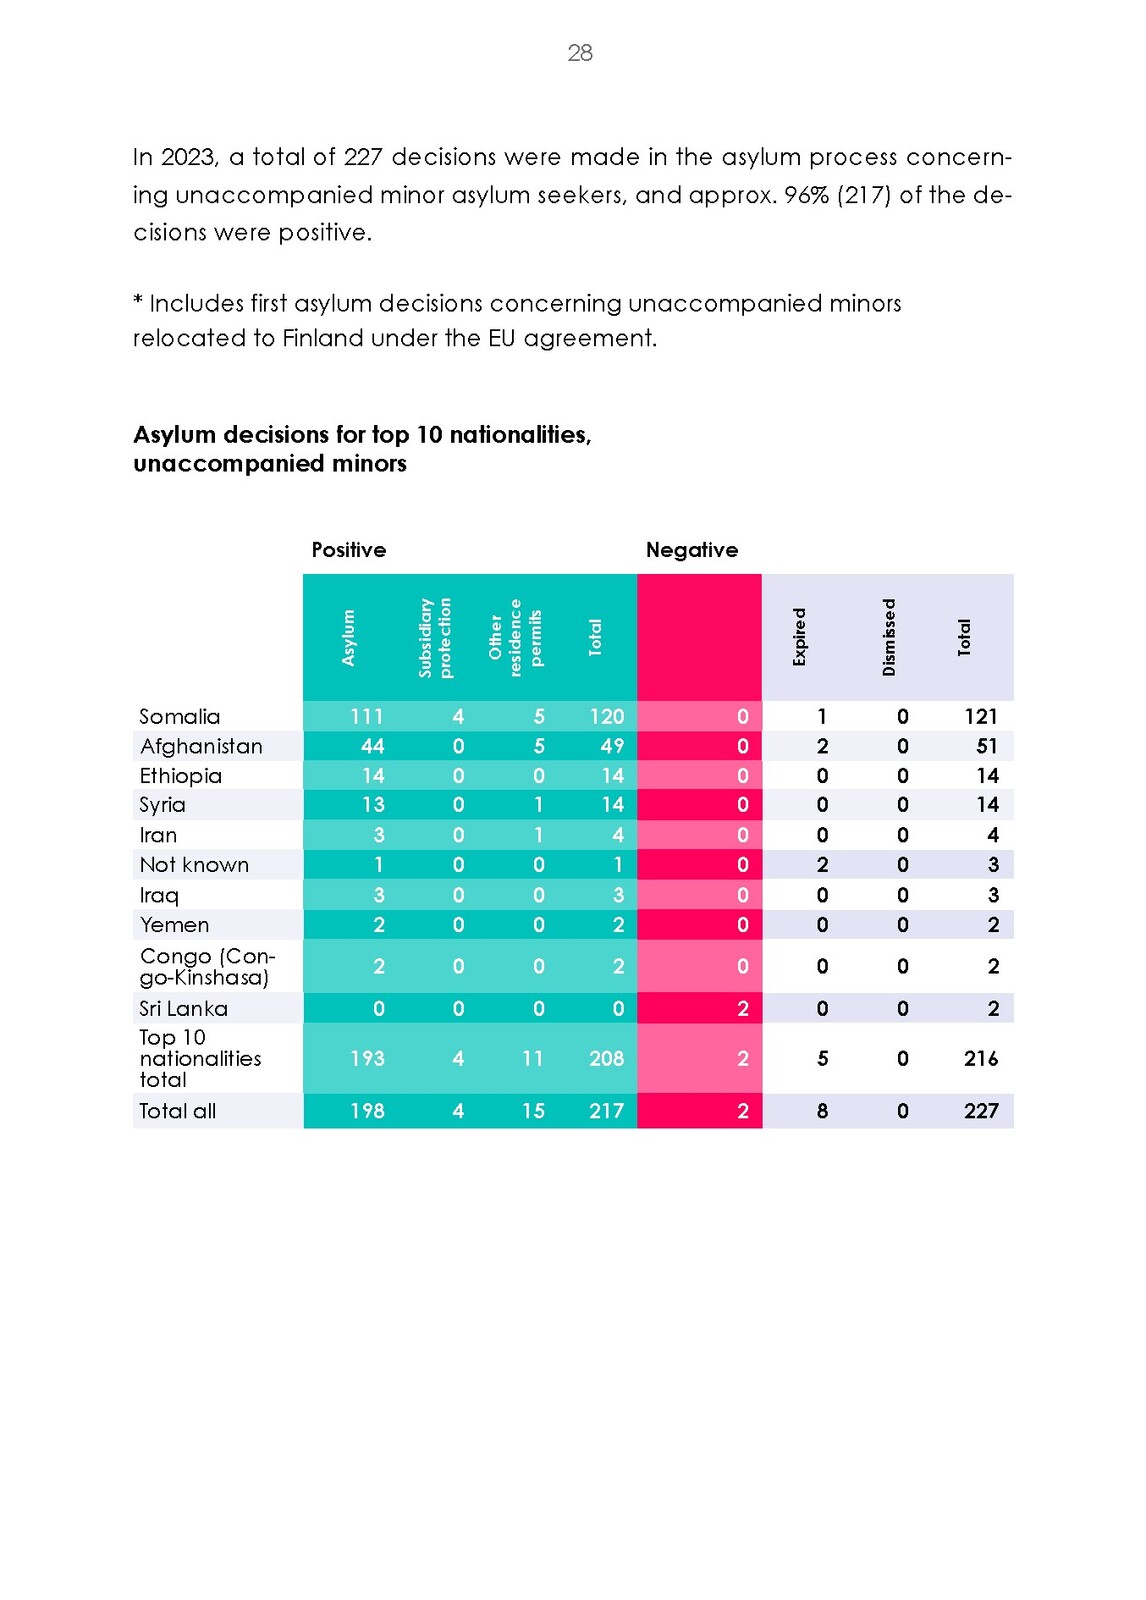 28
In 2023, a total of 227 decisions were made in the asylum process concern-
ing unaccompanied minor asylum seekers, and approx. 96% (217) of the de-
cisions were positive.
* Includes first asylum decisions concerning unaccompanied minors
relocated to Finland under the EU agreement.
Asylum decisions for top 10 nationalities,
unaccompanied minors
Positive Negative
Asylum
Subsidiary
protection
Other
residence
permits
Total
Expired
Dismissed
Total
Somalia 111 4 5 120 0 1 0 121
Afghanistan 44 0 5 49 0 2 0 51
Ethiopia 14 0 0 14 0 0 0 14
Syria 13 0 1 14 0 0 0 14
Iran 3 0 1 4 0 0 0 4
Not known 1 0 0 1 0 2 0 3
Iraq 3 0 0 3 0 0 0 3
Yemen 2 0 0 2 0 0 0 2
Congo (Con-
go-Kinshasa) 2 0 0 2 0 0 0 2
Sri Lanka 0 0 0 0 2 0 0 2
Top 10
nationalities 193 4 11 208 2 5 0 216
total
Total all 198 4 15 217 2 8 0 227